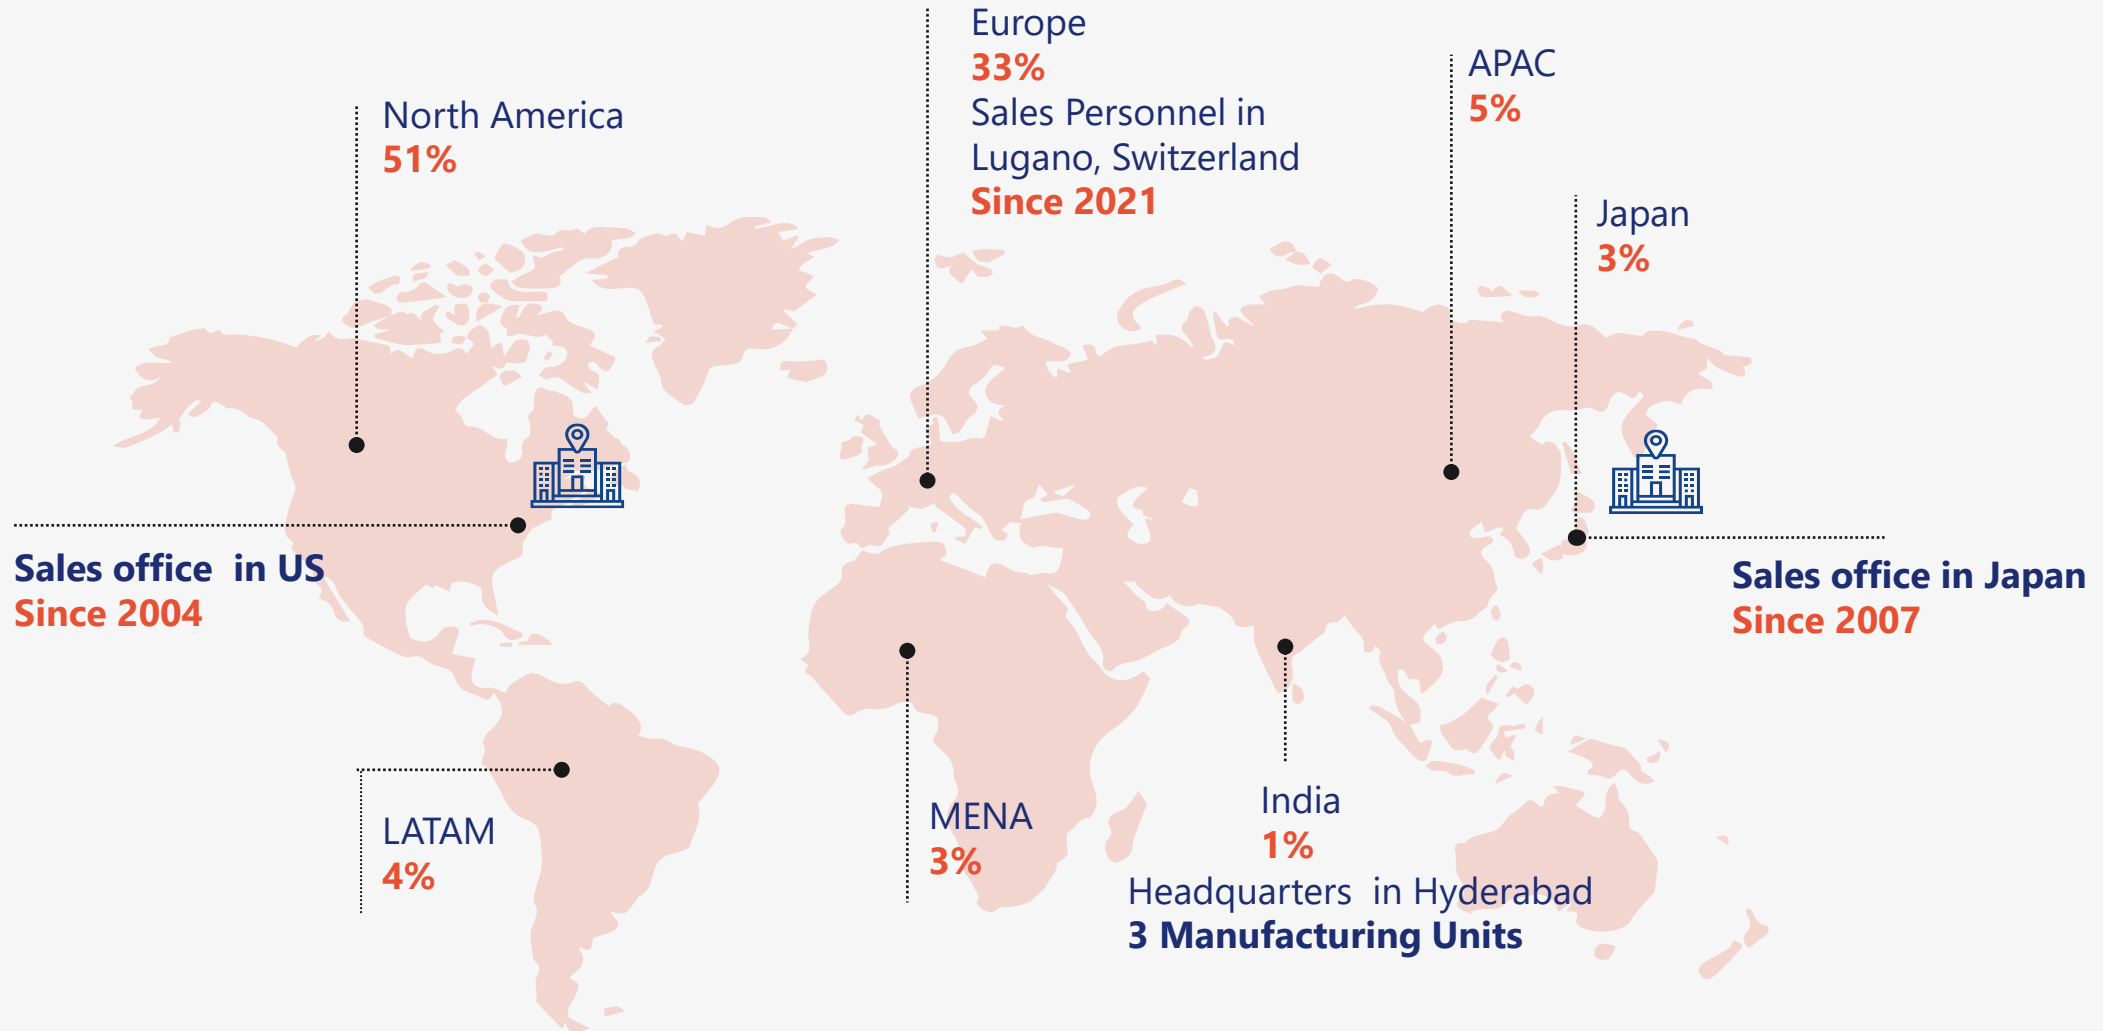 Europe
33%
Sales Personnel in
Lugano, Switzerland
Since 2021
APAC
5%
North America
51%
Japan
3%
Sales office in US
Since 2004
Sales office in Japan
Since 2007
LATAM
4%
MENA
3%
India
1%
Headquarters in Hyderabad
3 Manufacturing Units